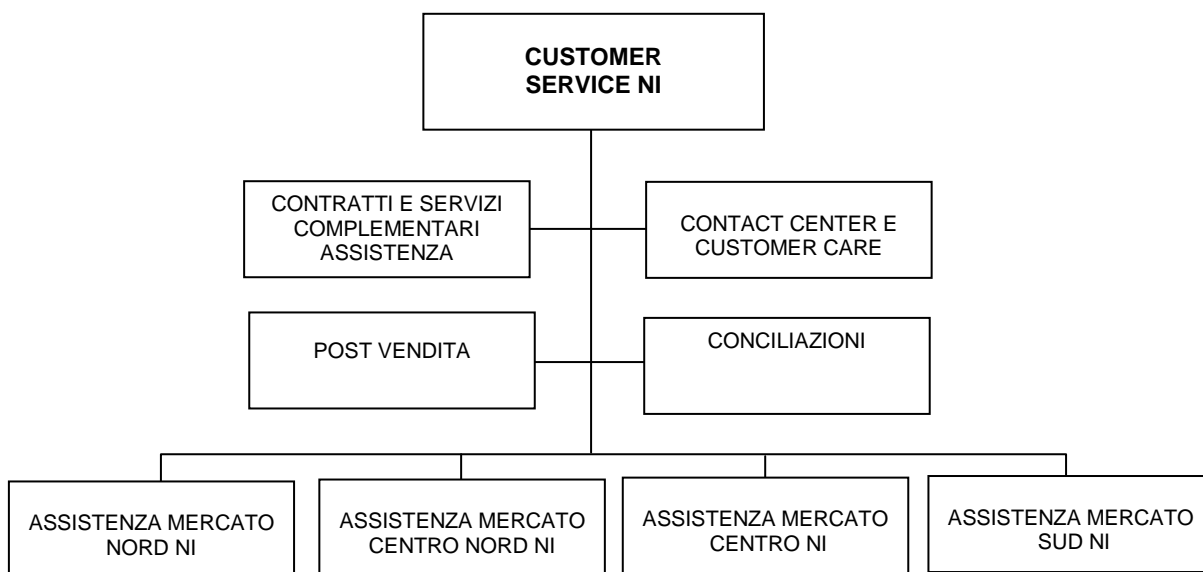 CUSTOMER
SERVICE NI
CONTRATTI E SERVIZI
COMPLEMENTARI
ASSISTENZA
CONTACT CENTER E
CUSTOMER CARE
POST VENDITA
CONCILIAZIONI
ASSISTENZA MERCATO
NORD NI
ASSISTENZA MERCATO
CENTRO NORD NI
ASSISTENZA MERCATO
CENTRO NI
ASSISTENZA MERCATO
SUD NI